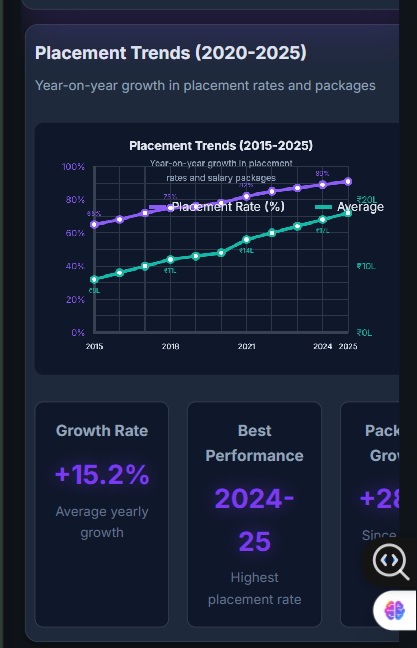 Placement Trends (2020-2025)
Year-on-year growth in placement rates and packages
Placement Trends (2015-2025)
Year-on-year growth in placement
rates and salary packages
Placement Rate (%)
Average
100%
80%
60%
40%
20%
0%
65%
75%
82%
89%
₹8L
₹11L
₹14L
₹17L
₹20L
₹10L
₹0L
2015
2018
2021
2024
2025
Growth Rate
+15.2%
Average yearly
growth
Best
Performance
2024-
25
Highest
placement rate
Pack
Grov
+28
Since